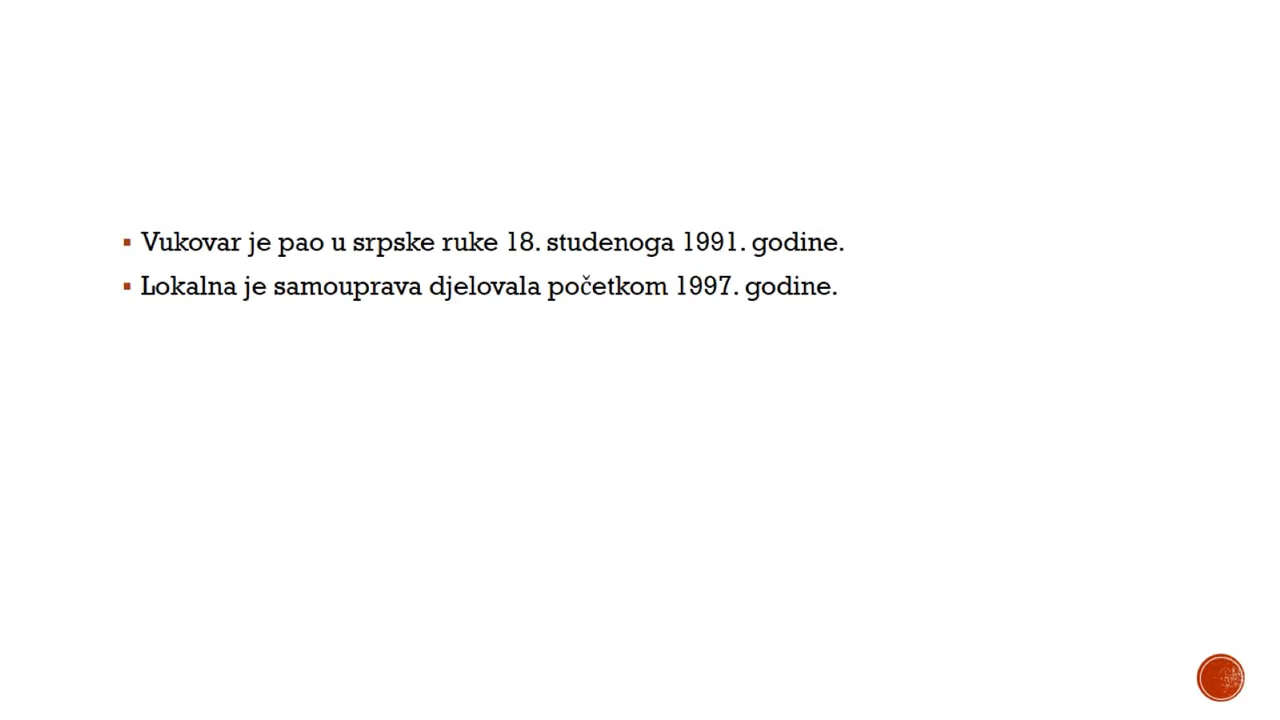 Vukovar je pao u srpske ruke 18. studenoga 1991. godine.
Lokalna je samouprava djelovala početkom 1997. godine.